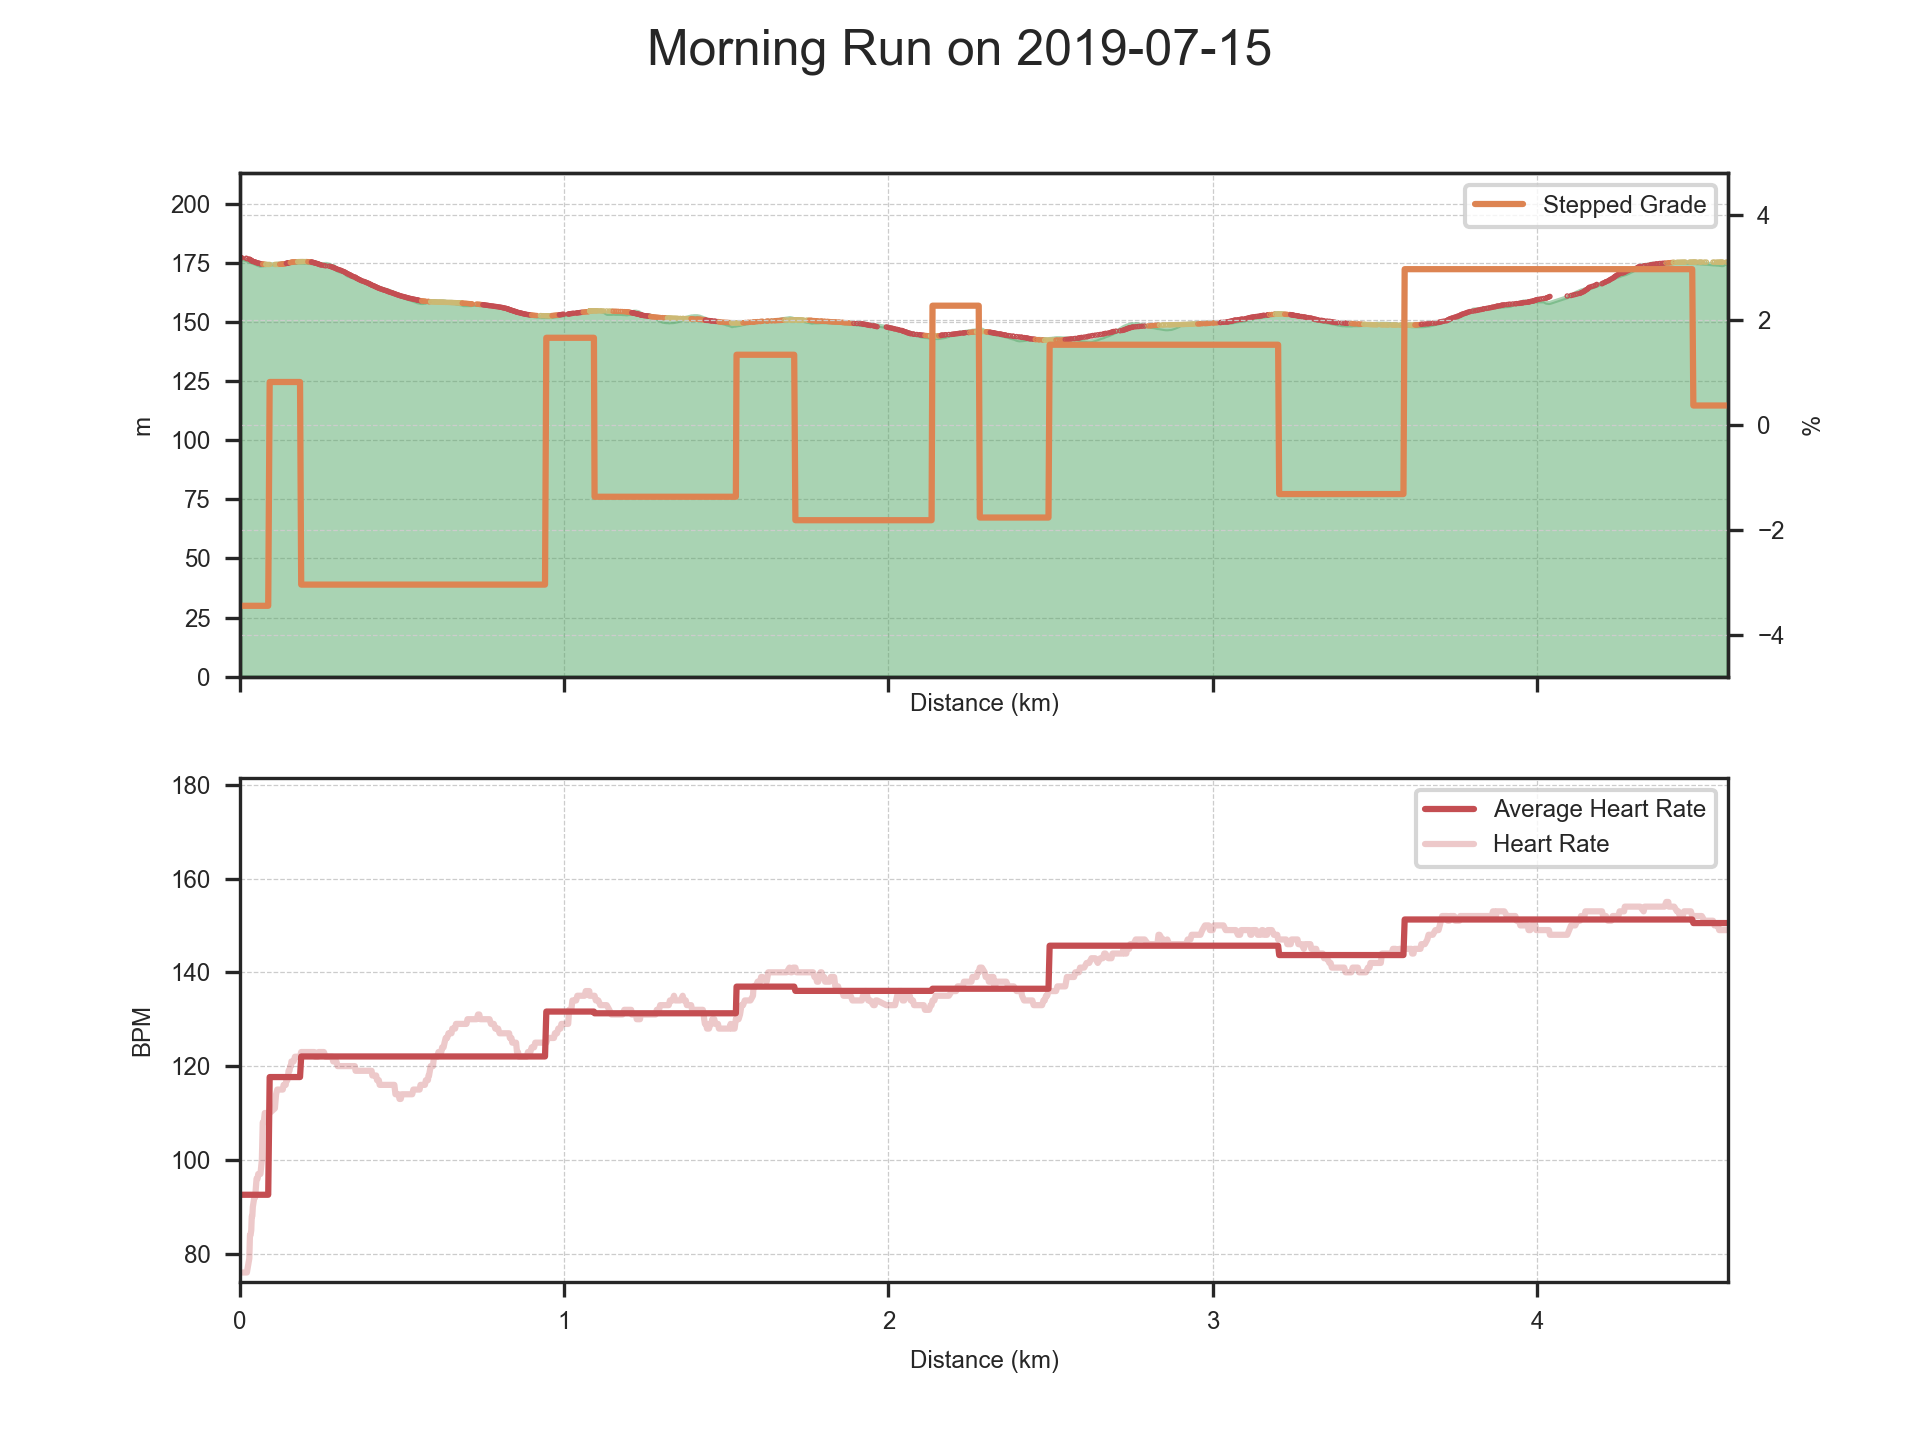 Morning Run on 2019-07-15
Stepped Grade
200
175
150
125
100
75
50
25
0
m
4
2
0
−2
−4
%
Distance (km)
Average Heart Rate
Heart Rate
180
160
140
120
100
80
BPM
0 1 2 3 4
Distance (km)